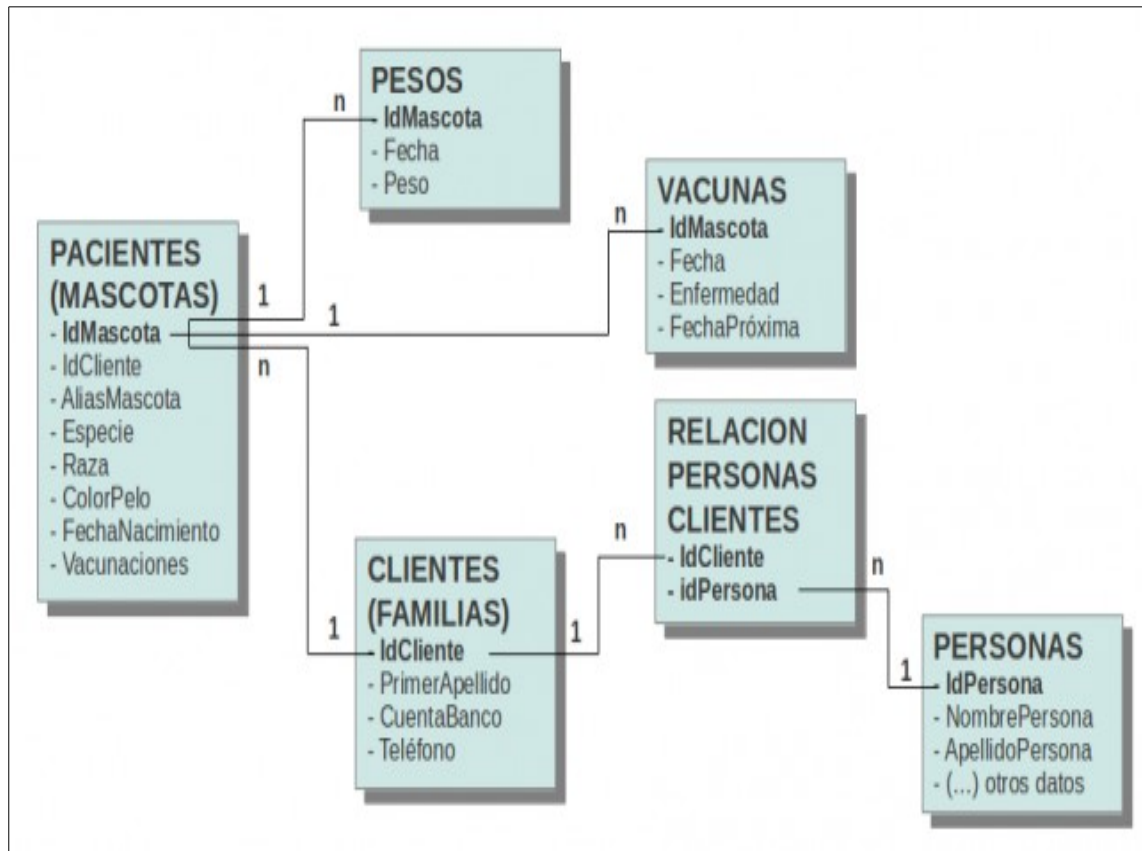 PESOS
- IdMascota
- Fecha
- Peso
n
VACUNAS
- IdMascota
- Fecha
- Enfermedad
- FechaPróxima
n
PACIENTES
(MASCOTAS)
- IdMascota
- IdCliente
- AliasMascota
- Especie
- Raza
- ColorPelo
- FechaNacimiento
- Vacunaciones
1
1
n
RELACION
PERSONAS
CLIENTES
- IdCliente
- idPersona
n
n
CLIENTES
(FAMILIAS)
- IdCliente
- PrimerApellido
- CuentaBanco
- Teléfono
1
1
PERSONAS
- IdPersona
- NombrePersona
- ApellidoPersona
- (...) otros datos
1